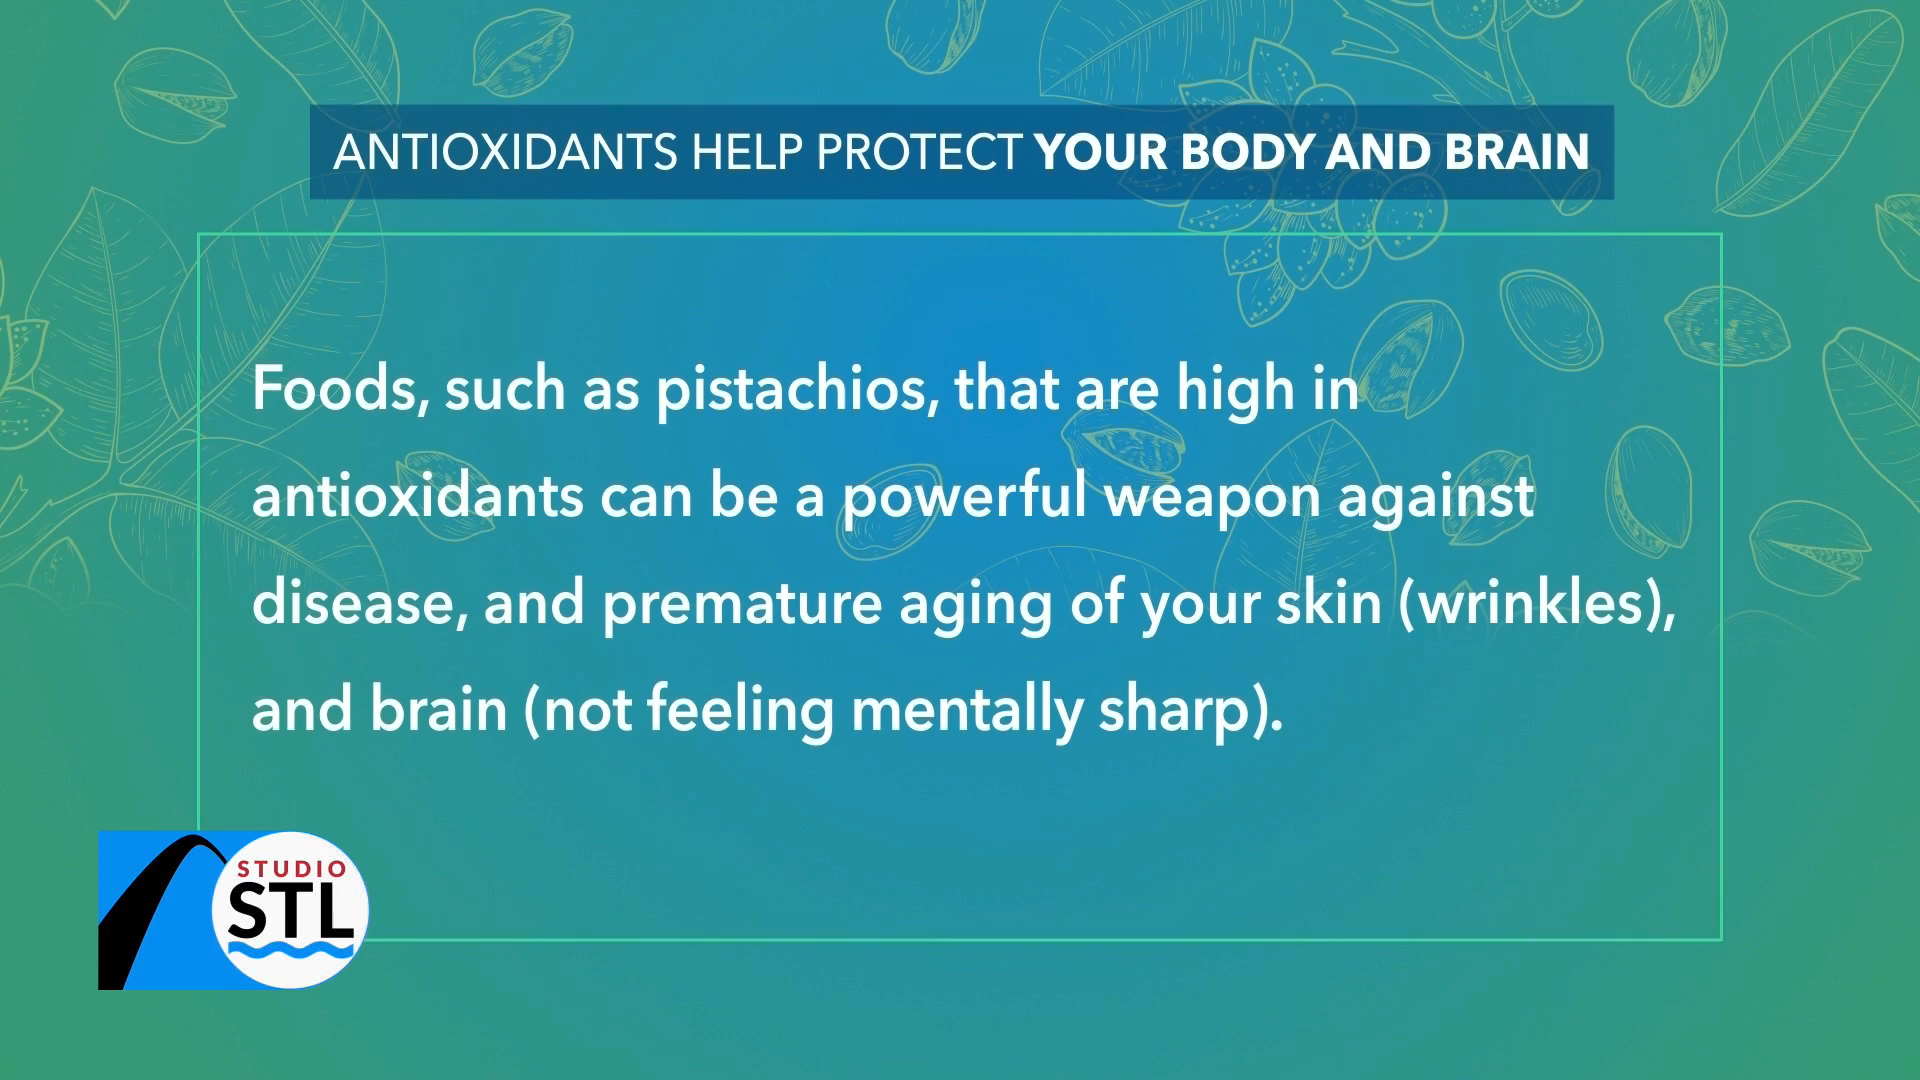 ANTIOXIDANTS HELP PROTECT YOUR BODY AND BRAIN
Foods, such as pistachios, that are high in
antioxidants can be a powerful weapon against
disease, and premature aging of your skin (wrinkles),
and brain (not feeling mentally sharp).
STUDIO
STL